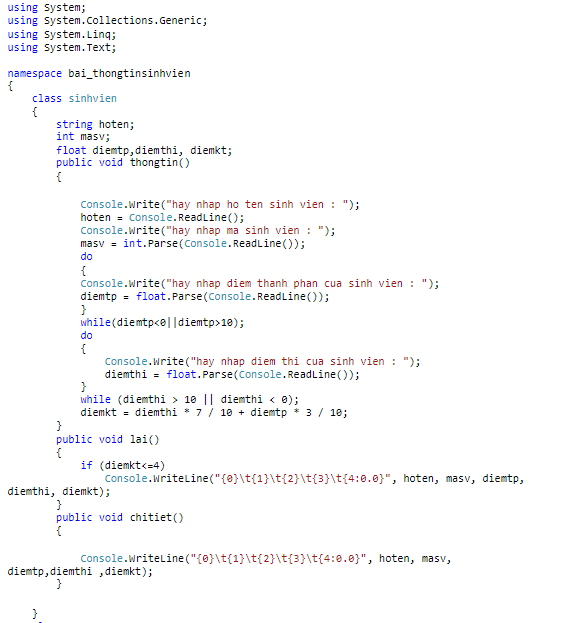 using System;
using System.Collections.Generic;
using System.Linq;
using System.Text;
namespace bai_thongtinsinhvien
{
class sinhvien
{
string hoten;
int masv;
float diemtp,diemthi, diemkt;
public void thongtin()
{
Console.Write("hay nhap ho ten sinh vien : ");
hoten = Console.ReadLine();
Console.Write("hay nhap ma sinh vien : ");
masv = int.Parse(Console.ReadLine());
do
{
Console.Write("hay nhap diem thanh phan cua sinh vien : ");
diemtp = float.Parse(Console.ReadLine());
}
while(diemtp<0||diemtp>10);
do
{
Console.Write("hay nhap diem thi cua sinh vien : ");
diemthi = float.Parse(Console.ReadLine());
}
while (diemthi > 10 || diemthi < 0);
diemkt = diemthi * 7 / 10 + diemtp * 3 / 10;
}
public void lai()
{
if (diemkt<=4)
Console.WriteLine("{0}\t{1}\t{2}\t{3}\t{4:0.0}", hoten, masv, diemtp,
diemthi, diemkt);
}
public void chitiet()
{
Console.WriteLine("{0}\t{1}\t{2}\t{3}\t{4:0.0}", hoten, masv,
diemtp,diemthi ,diemkt);
}
}